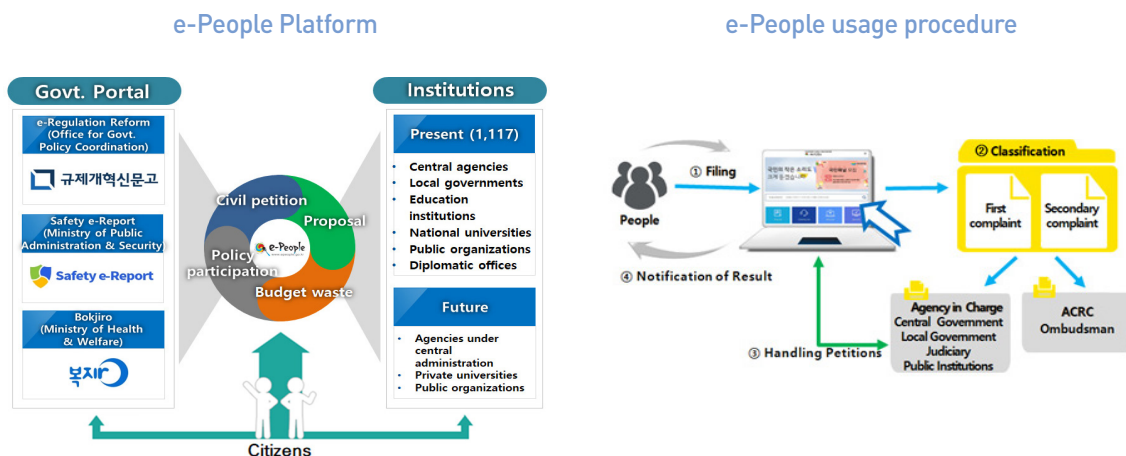 e-People Platform
Govt. Portal
e-Regulation Reform
(Office for Govt.
Policy Coordination)
규제개혁신문고
Safety e-Report
(Ministry of Public
Administration & Security)
Safety e-Report
Bokjiro
(Ministry of Health
& Welfare)
복지로
Civil petition
Proposal
Policy
participation
Budget waste
e-People
Citizens
Institutions
Present (1,117)
• Central agencies
• Local governments
• Education
institutions
• National universities
• Public organizations
• Diplomatic offices
Future
• Agencies under
central
administration
• Private universities
• Public organizations
e-People usage procedure
People
① Filing
② Classification
First
complaint
Secondary
complaint
④ Notification of Result
③ Handling Petitions
Agency in Charge
Central Government
Local Government
Judiciary
Public Institutions
ACRC
Ombudsman